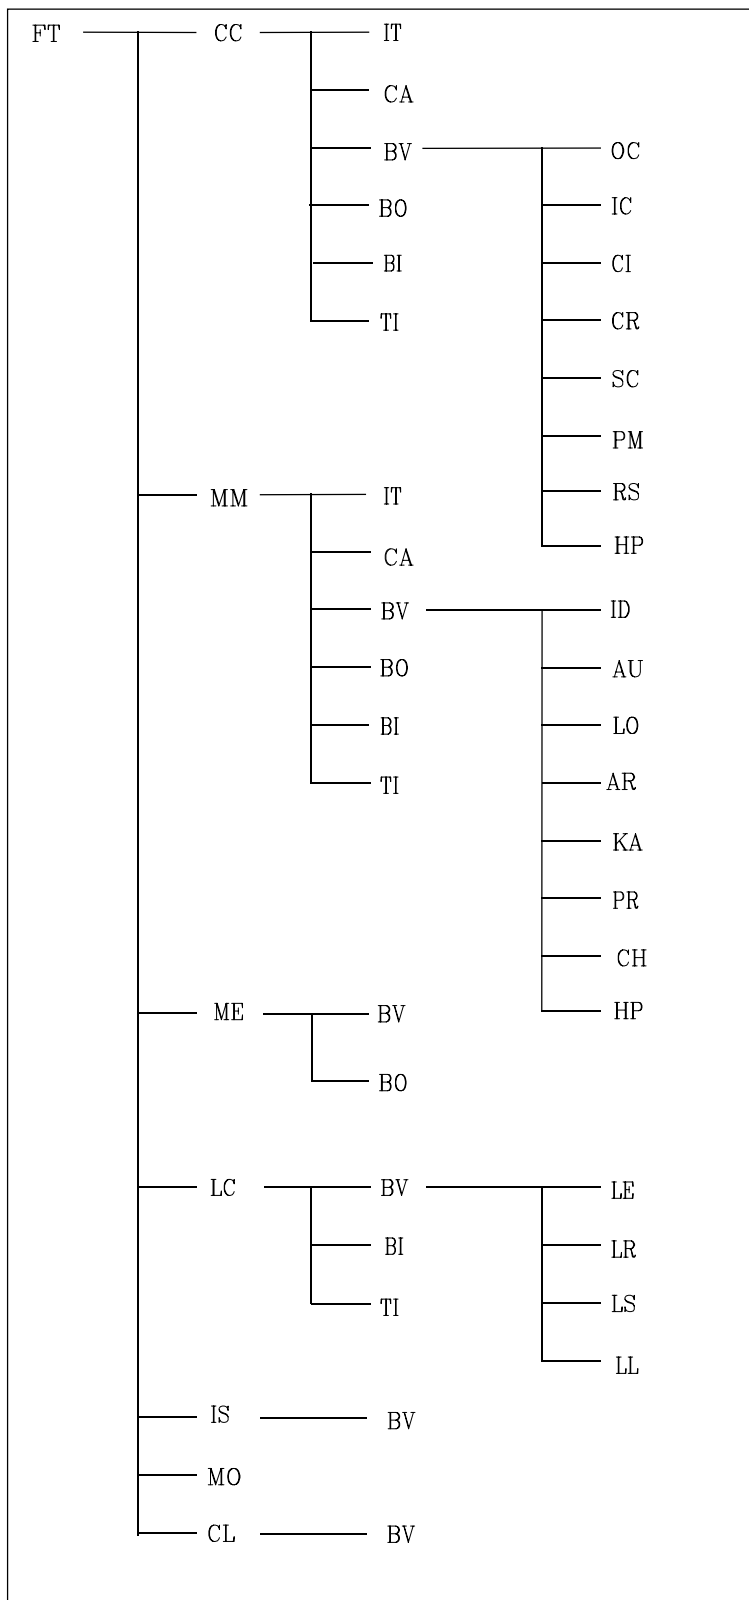 FT CC IT
CA
BV OC
BO IC
BI CI
TI CR
SC
PM
MM IT RS
CA HP
BV ID
BO AU
BI LO
TI AR
KA
PR
CH
ME BV HP
BO
LC BV LE
BI LR
TI LS
LL
IS BV
MO
CL BV